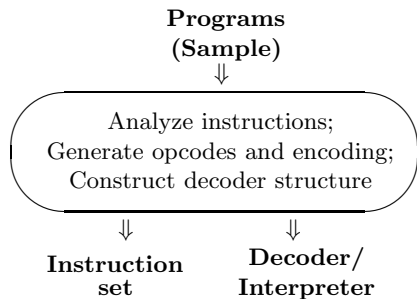 Programs
(Sample)
⇓
Analyze instructions;
Generate opcodes and encoding;
Construct decoder structure
⇓ ⇓
Instruction Decoder/
set Interpreter